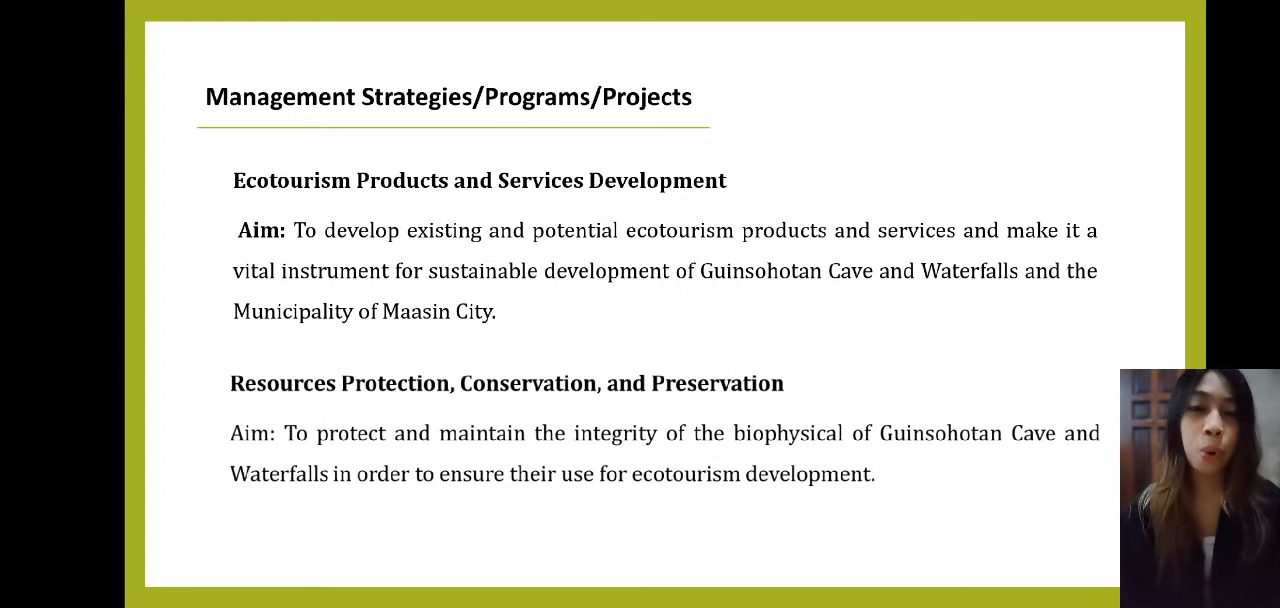 Management Strategies/Programs/Projects
Ecotourism Products and Services Development
Aim: To develop existing and potential ecotourism products and services and make it a
vital instrument for sustainable development of Guinsohotan Cave and Waterfalls and the
Municipality of Maasin City.
Resources Protection, Conservation, and Preservation
Aim: To protect and maintain the integrity of the biophysical of Guinsohotan Cave and
Waterfalls in order to ensure their use for ecotourism development.